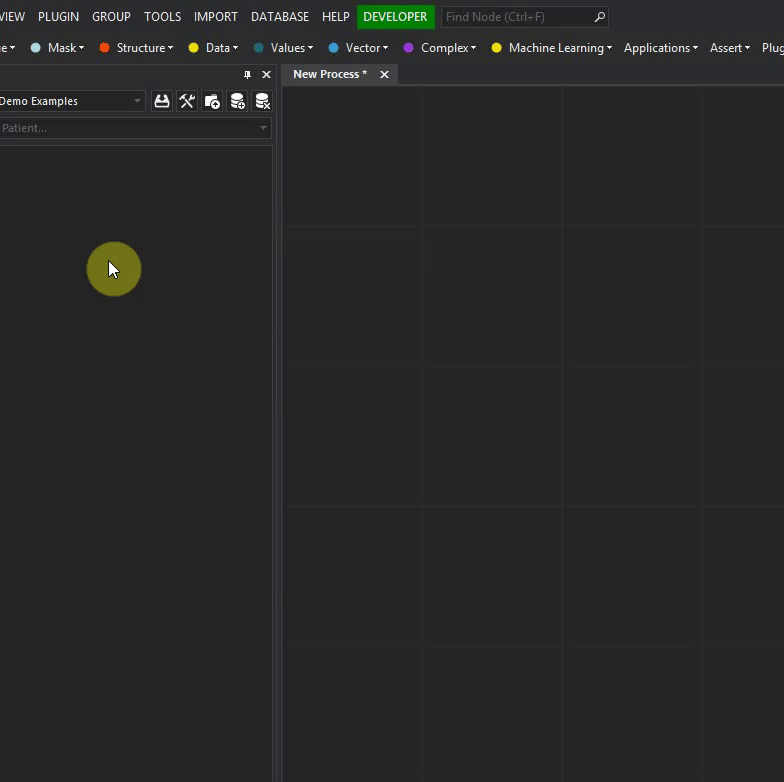 VIEW PLUGIN GROUP TOOLS IMPORT DATABASE HELP DEVELOPER Find Node (Ctrl+F)
Mask Structure Data Values Vector Complex Machine Learning Applications Assert Plug
New Process *
Demo Examples
Patient...